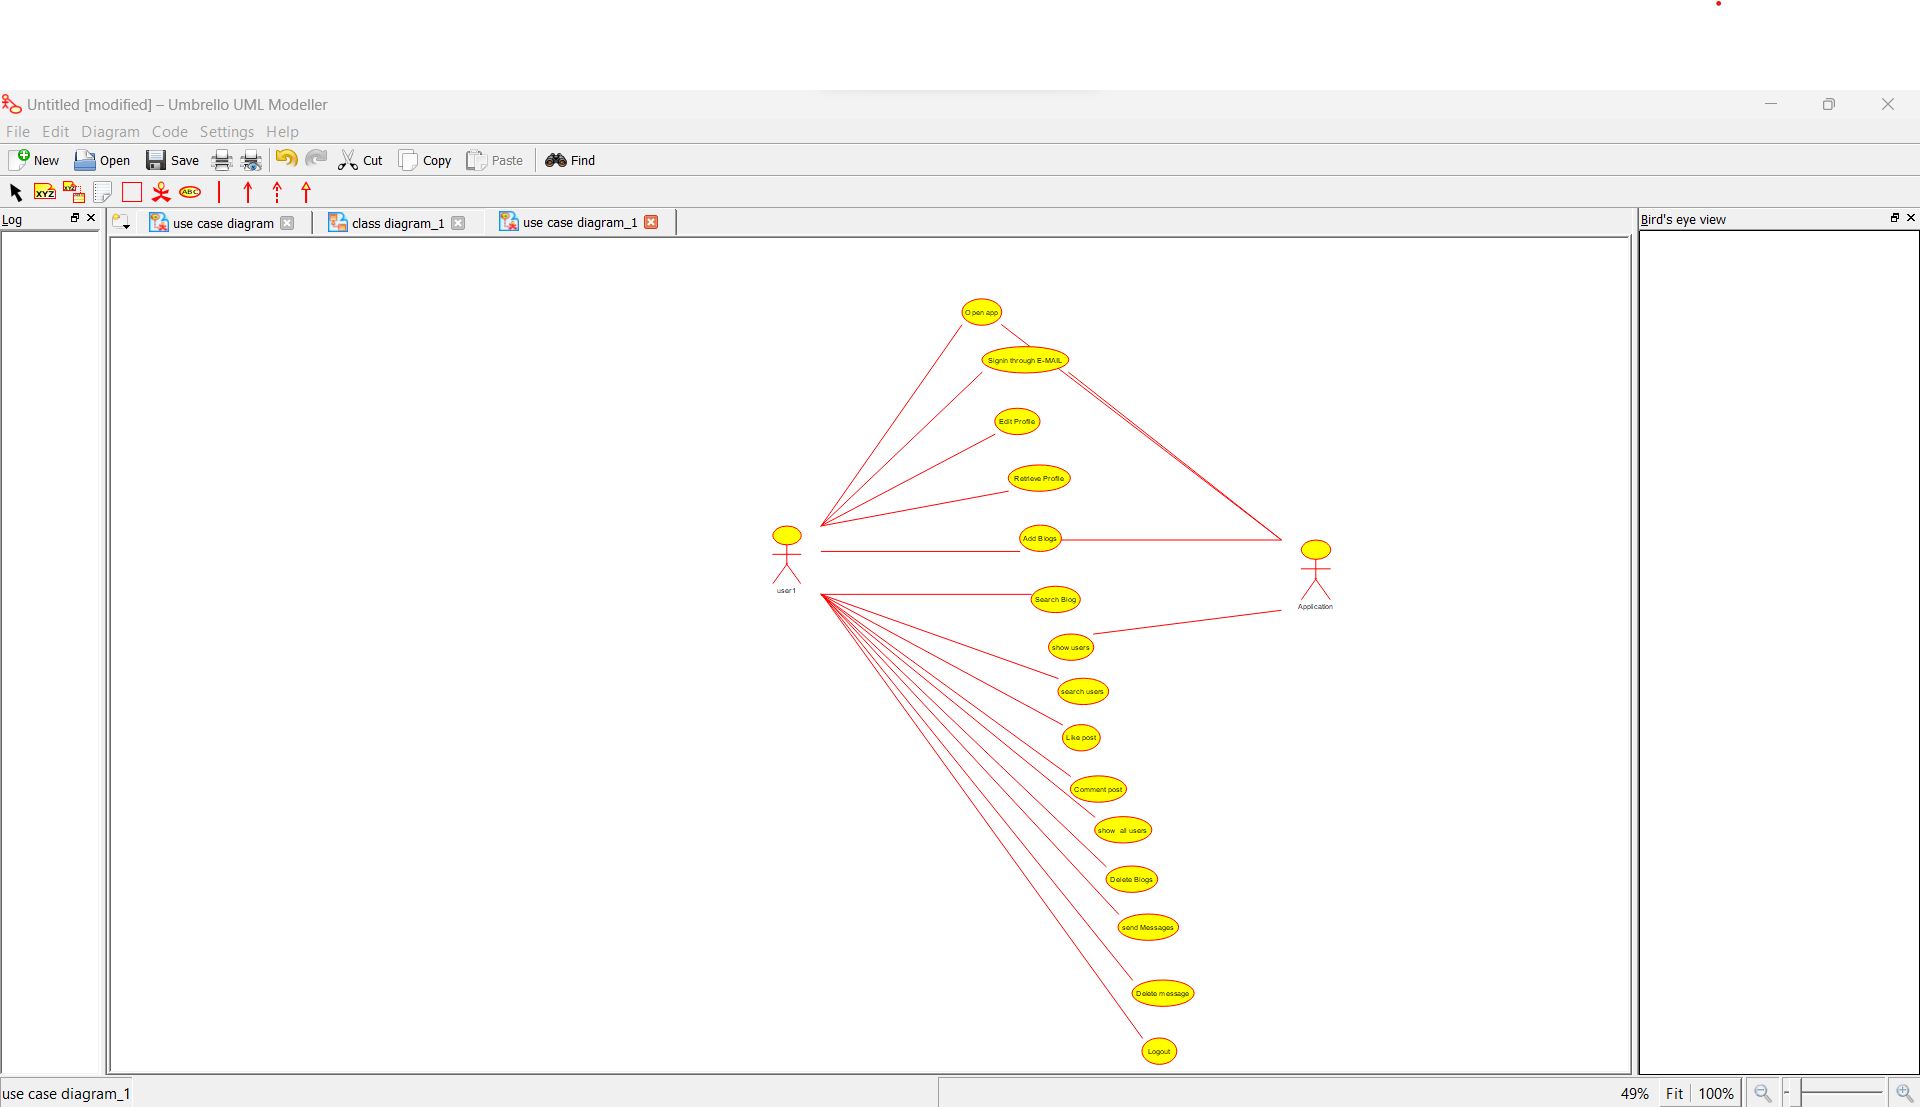 Untitled [modified] – Umbrello UML Modeller
File Edit Diagram Code Settings Help
New Open Save Cut Copy Paste Find
XYZ XYZ ABC
Log
use case diagram class diagram_1 use case diagram_1
Bird's eye view
Open app
Signin through E-MAIL
Edit Profile
Retrieve Profile
Add Blogs
user1
Search Blog
Application
show users
search users
Like post
Comment post
show all users
Delete Blogs
send Messages
Delete message
Logout
use case diagram_1
49% Fit 100%